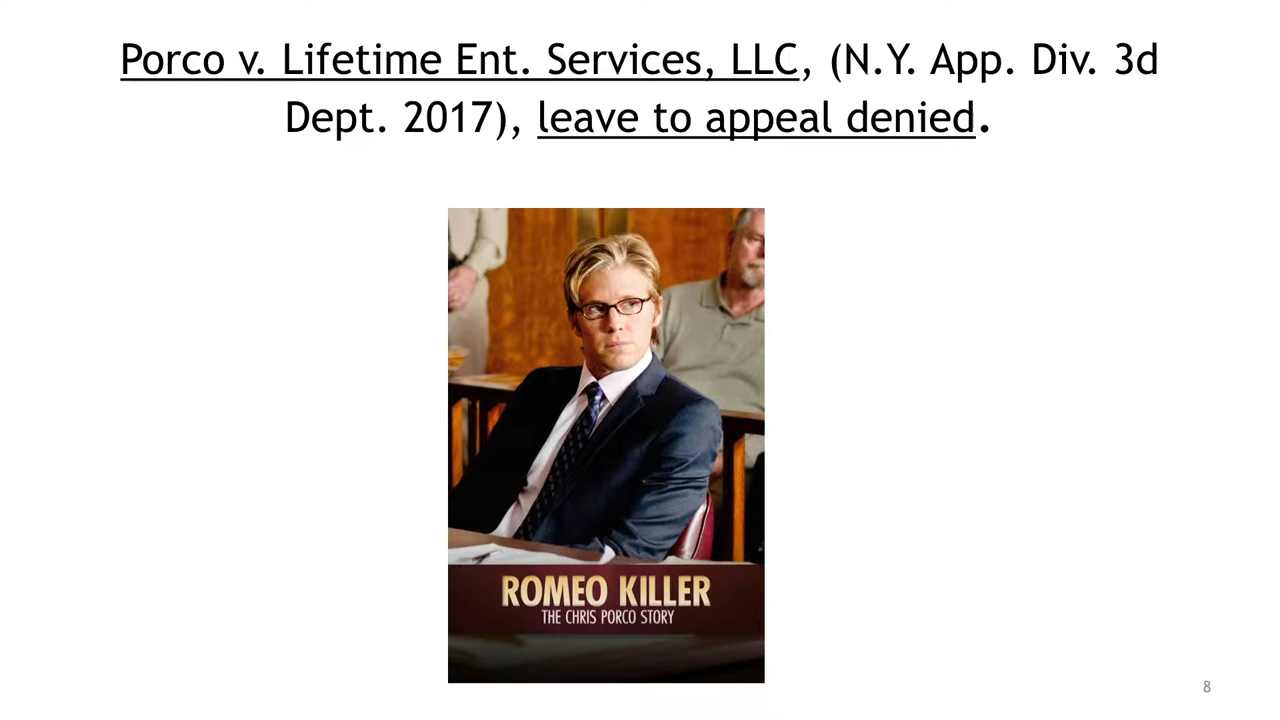 Porco v. Lifetime Ent. Services, LLC, (N.Y. App. Div. 3d
Dept. 2017), leave to appeal denied.
ROMEO KILLER
THE CHRIS PORCO STORY
8